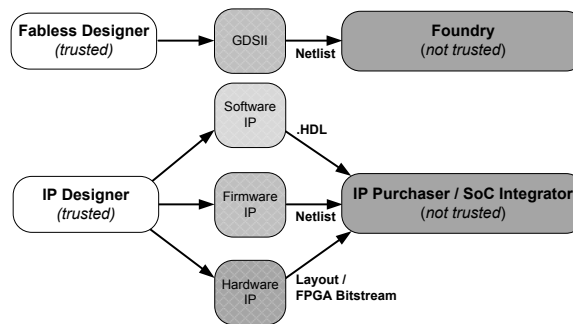 Fabless Designer
(trusted)
GDSII
Netlist
Foundry
(not trusted)
Software
IP
.HDL
IP Designer
(trusted)
Firmware
IP
Netlist
IP Purchaser / SoC Integrator
(not trusted)
Hardware
IP
Layout /
FPGA Bitstream